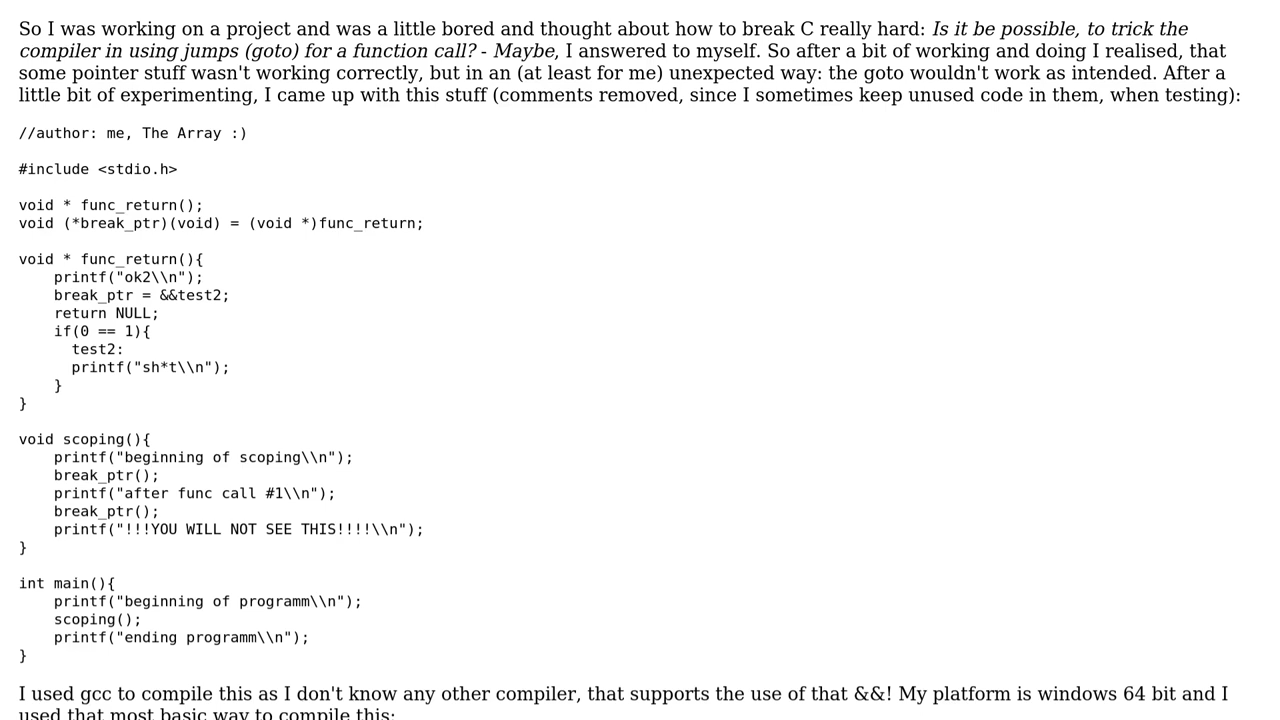 So I was working on a project and was a little bored and thought about how to break C really hard: Is it be possible, to trick the
compiler in using jumps (goto) for a function call? - Maybe, I answered to myself. So after a bit of working and doing I realised, that
some pointer stuff wasn't working correctly, but in an (at least for me) unexpected way: the goto wouldn't work as intended. After a
little bit of experimenting, I came up with this stuff (comments removed, since I sometimes keep unused code in them, when testing):
//author: me, The Array :)
#include <stdio.h>
void * func_return();
void (*break_ptr)(void) = (void *)func_return;
void * func_return(){
    printf("ok2\\n");
    break_ptr = &&test2;
    return NULL;
    if(0 == 1){
      test2:
      printf("sh*t\\n");
    }
}
void scoping(){
    printf("beginning of scoping\\n");
    break_ptr();
    printf("after func call #1\\n");
    break_ptr();
    printf("!!!YOU WILL NOT SEE THIS!!!!\\n");
}
int main(){
    printf("beginning of programm\\n");
    scoping();
    printf("ending programm\\n");
}
I used gcc to compile this as I don't know any other compiler, that supports the use of that &&! My platform is windows 64 bit and I
used that most basic way to compile this: